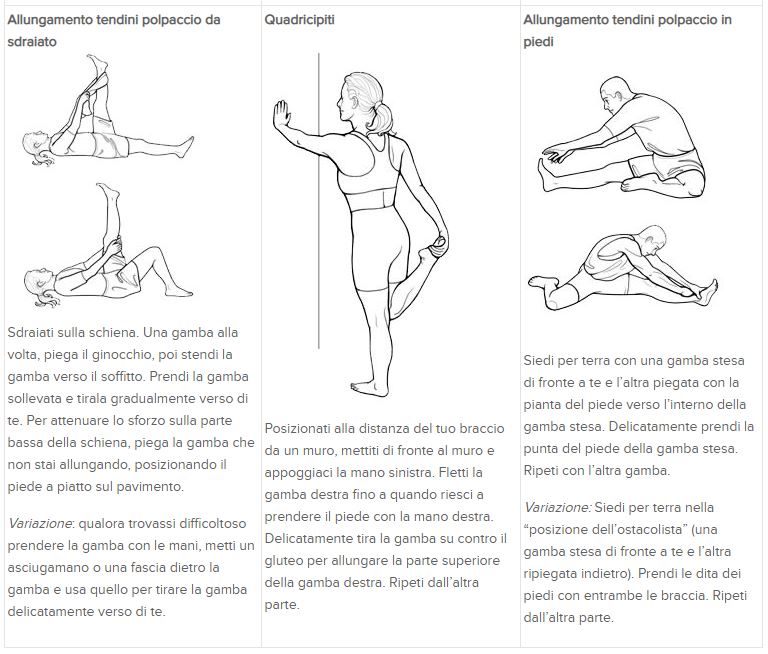 Allungamento tendini polpaccio da
sdraiato
Sdraiati sulla schiena. Una gamba alla
volta, piega il ginocchio, poi stendi la
gamba verso il soffitto. Prendi la gamba
sollevata e tirala gradualmente verso di
te. Per attenuare lo sforzo sulla parte
bassa della schiena, piega la gamba che
non stai allungando, posizionando il
piede a piatto sul pavimento.
Variazione: qualora trovassi difficoltoso
prendere la gamba con le mani, metti un
asciugamano o una fascia dietro la
gamba e usa quello per tirare la gamba
delicatamente verso di te.
Quadricipiti
Posizionati alla distanza del tuo braccio
da un muro, mettiti di fronte al muro e
appoggiaci la mano sinistra. Fletti la
gamba destra fino a quando riesci a
prendere il piede con la mano destra.
Delicatamente tira la gamba su contro il
gluteo per allungare la parte superiore
della gamba destra. Ripeti dall'altra
parte.
Allungamento tendini polpaccio in
piedi
Siedi per terra con una gamba stesa
di fronte a te e l'altra piegata con la
pianta del piede verso l'interno della
gamba stesa. Delicatamente prendi la
punta del piede della gamba stesa.
Ripeti con l'altra gamba.
Variazione: Siedi per terra nella
“posizione dell'ostacolista” (una
gamba stesa di fronte a te e l'altra
ripiegata indietro). Prendi le dita dei
piedi con entrambe le braccia. Ripeti
dall'altra parte.